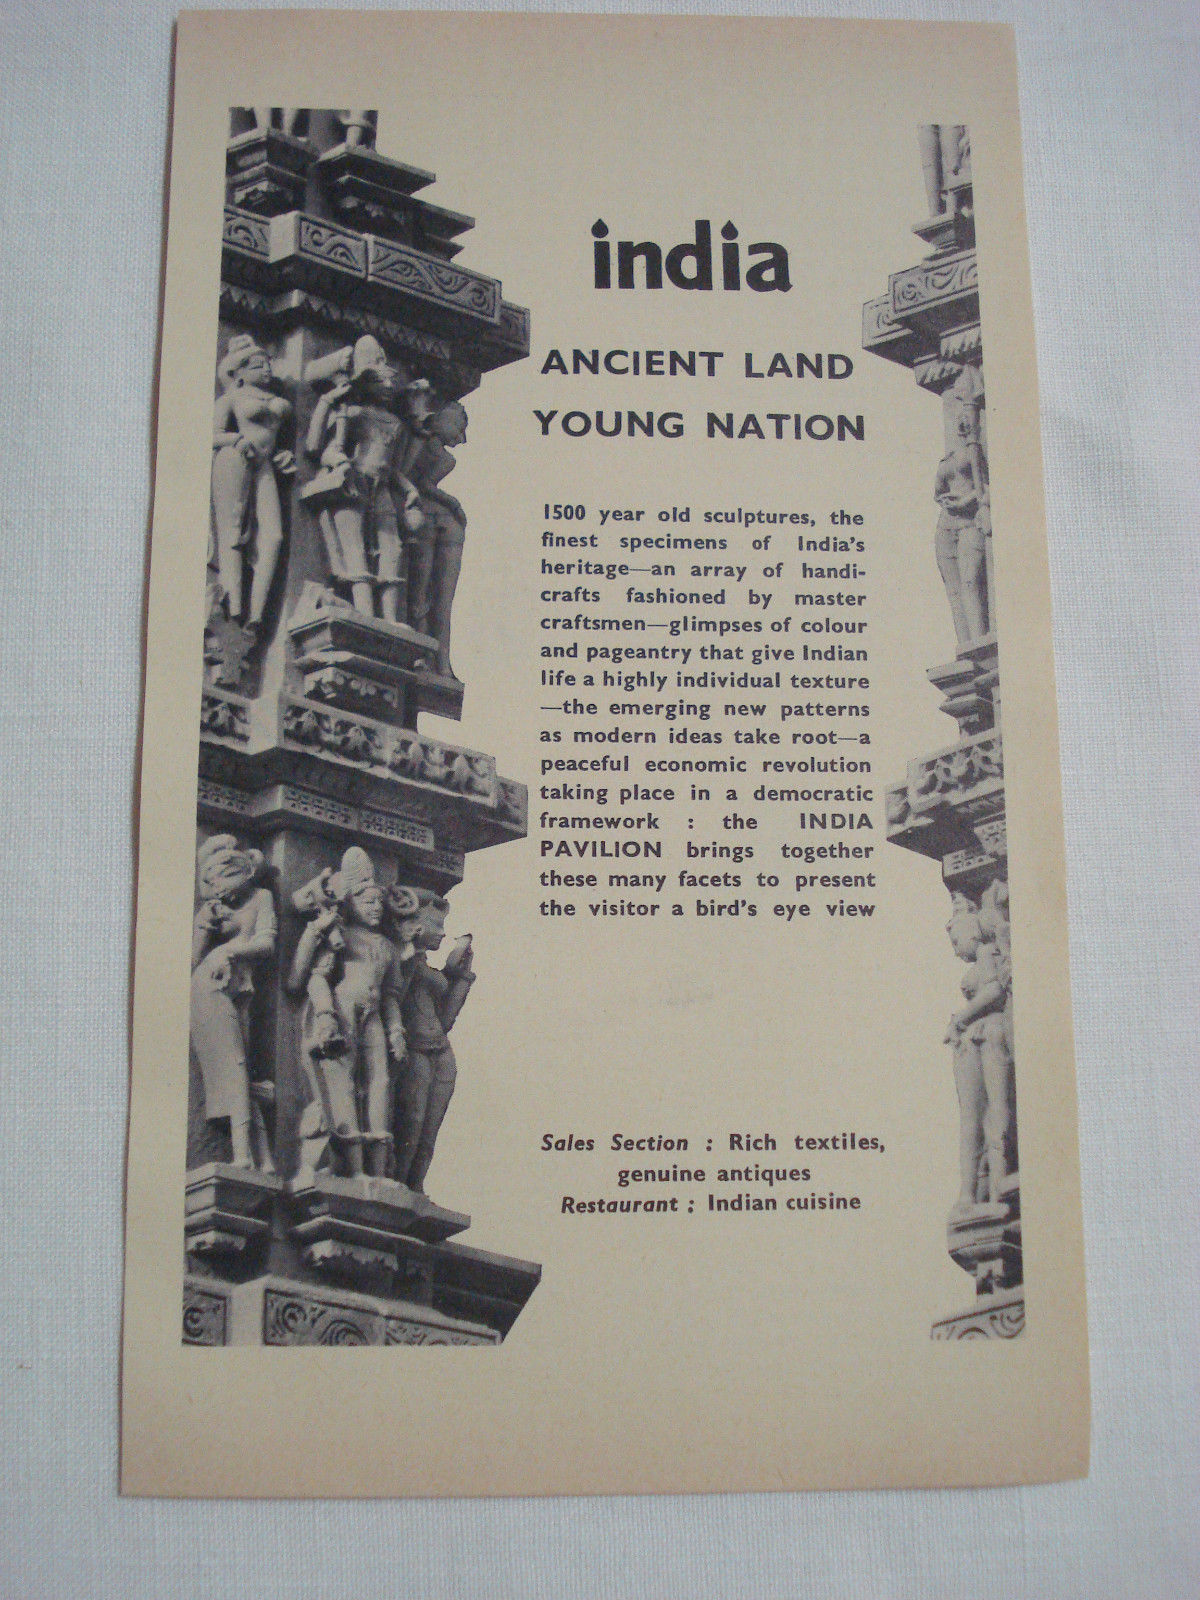 india
ANCIENT LAND
YOUNG NATION
1500 year old sculptures, the
finest specimens of India's
heritage—an array of handi-
crafts fashioned by master
craftsmen—glimpses of colour
and pageantry that give Indian
life a highly individual texture
—the emerging new patterns
as modern ideas take root—a
peaceful economic revolution
taking place in a democratic
framework : the INDIA
PAVILION brings together
these many facets to present
the visitor a bird's eye view
Sales Section : Rich textiles,
genuine antiques
Restaurant : Indian cuisine